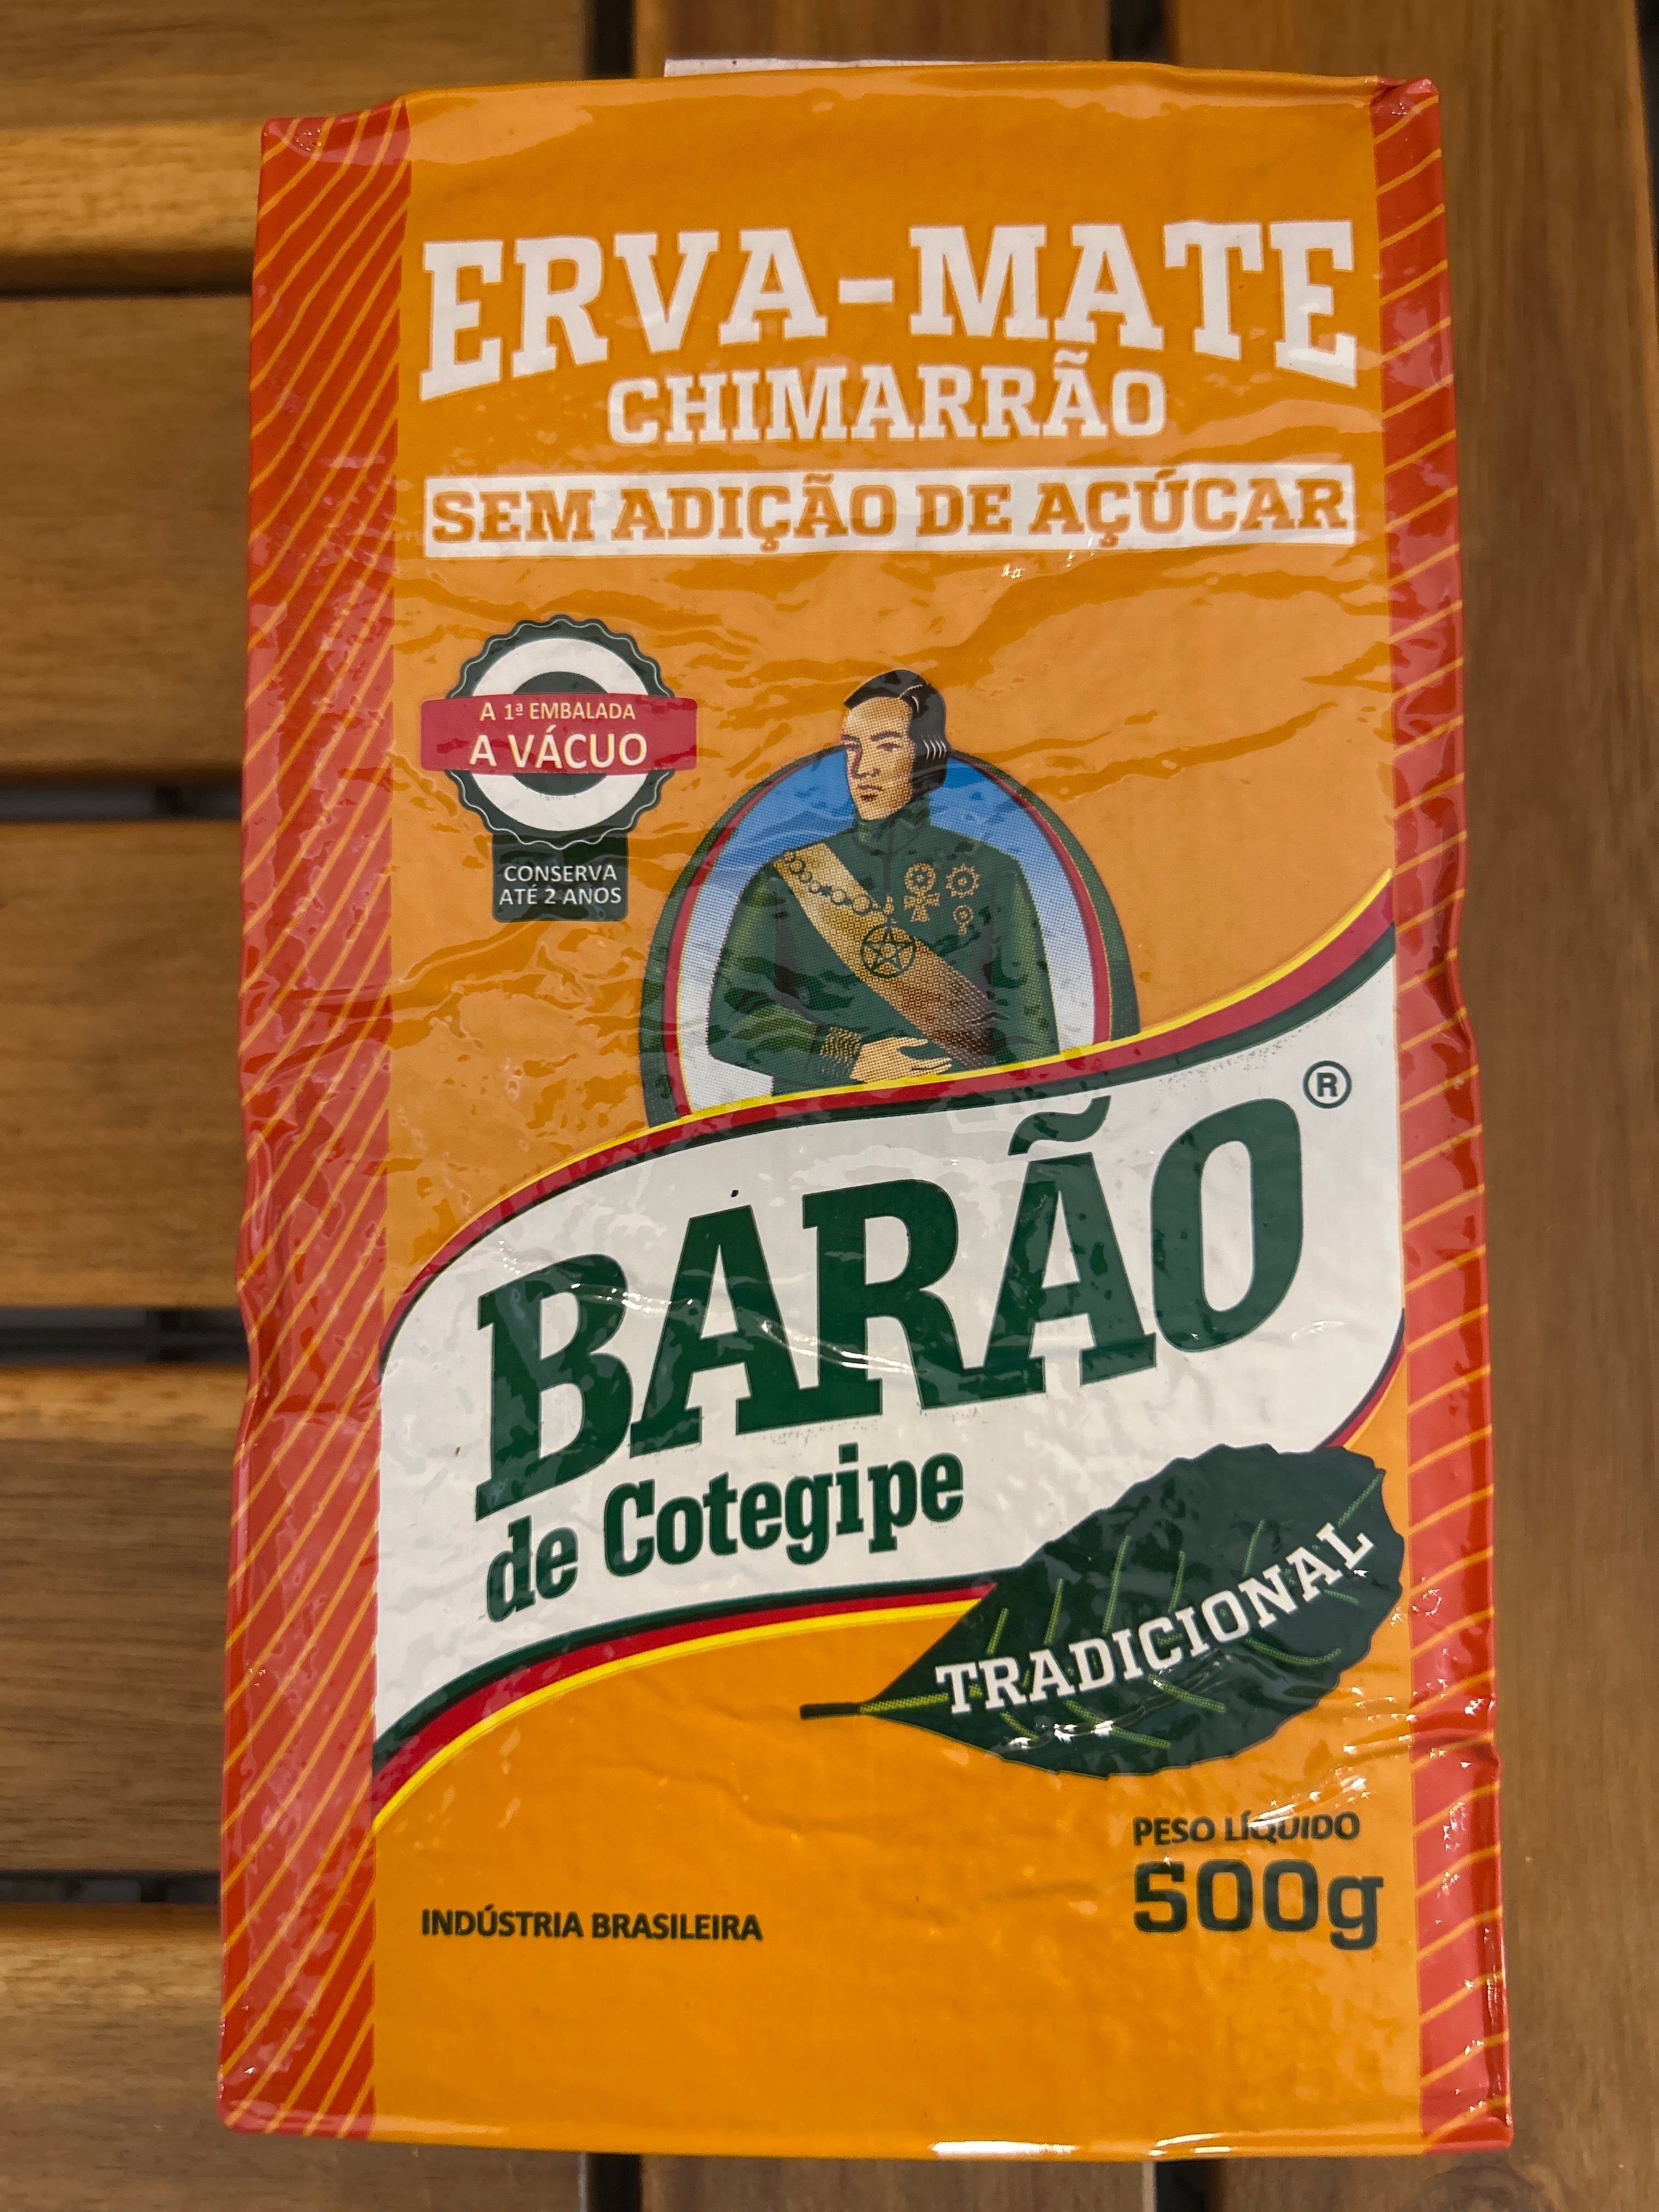 ERVA-MATE
CHIMARRÃO
SEM ADIÇÃO DE AÇÚCAR
A 1ª EMBALADA
A VÁCUO
CONSERVA
ATÉ 2 ANOS
BARÃO®
de Cotegipe
TRADICIONAL
PESO LÍQUIDO
500g
INDÚSTRIA BRASILEIRA